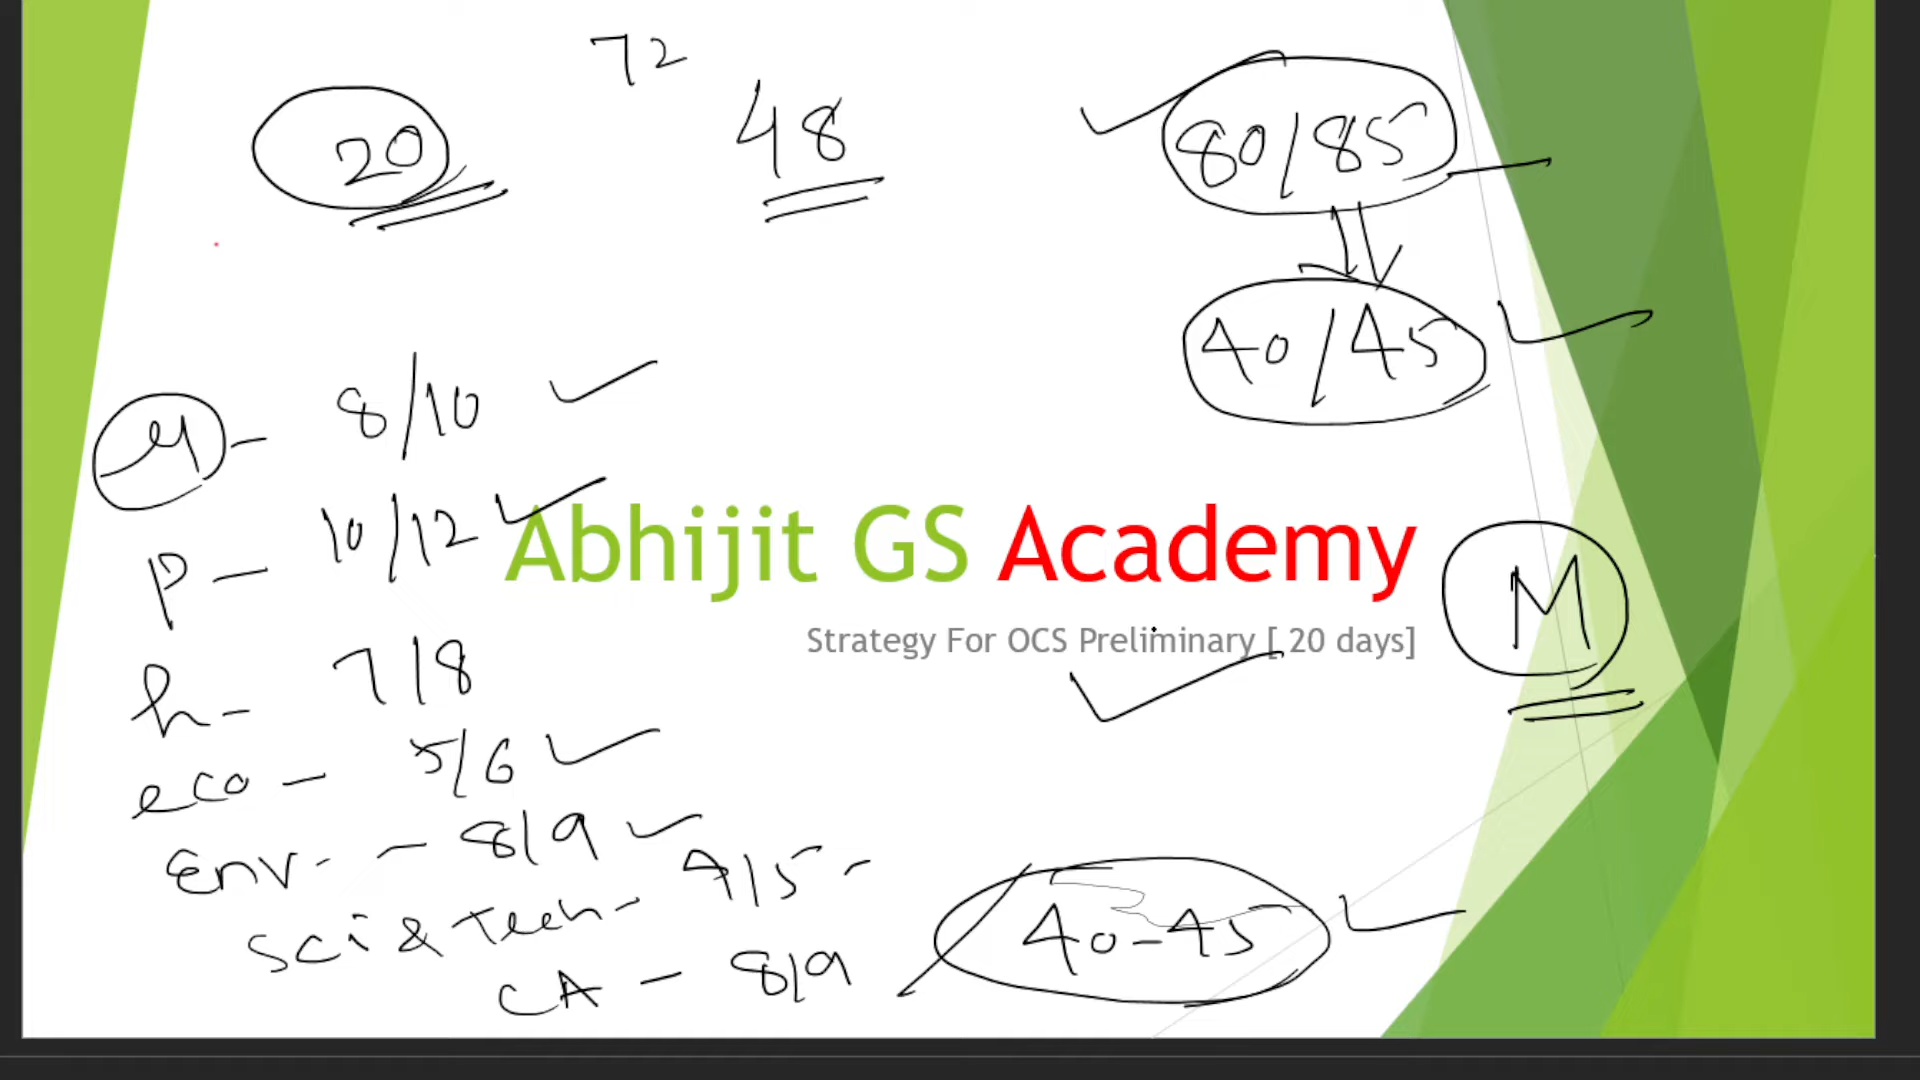 72
20
48
80/85
40/45
M - 8/10
P - 10/12
Abhijit GS Academy
M
Strategy For OCS Preliminary [ 20 days]
h - 7/8
eco - 5/6
Env. - 8/9
Sci & Tech - 4/5 -
CA - 8/9
40-45